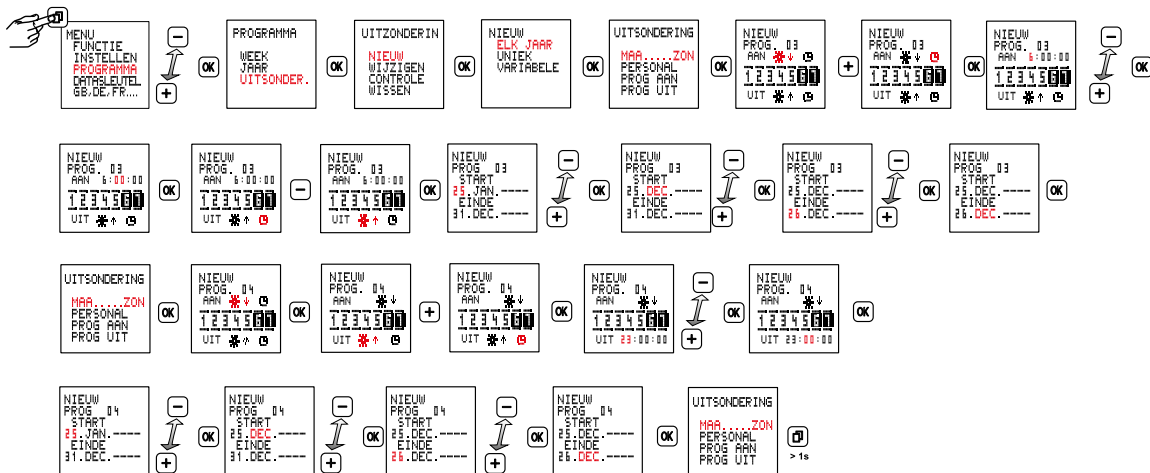 MENU
FUNCTIE
INSTELLEN
PROGRAMMA
DATASLEUTEL
GB,DE,FR....
−
+
OK
PROGRAMMA
WEEK
JAAR
UITSONDER.
OK
UITZONDERIN
NIEUW
WIJZIGEN
CONTROLE
WISSEN
OK
NIEUW
ELK JAAR
UNIEK
VARIABELE
OK
UITSONDERING
MAA.....ZON
PERSONAL
PROG AAN
PROG UIT
OK
NIEUW
PROG. 03
AAN ↓
1234567
UIT ↑
+
NIEUW
PROG. 03
AAN ↓
1234567
UIT ↑
OK
NIEUW
PROG. 03
AAN 6:00:00
1234567
UIT ↑
−
+
OK
NIEUW
PROG. 03
AAN 6:00:00
1234567
UIT ↑
OK
NIEUW
PROG. 03
AAN 6:00:00
1234567
UIT ↑
−
NIEUW
PROG. 03
AAN 6:00:00
1234567
UIT ↑
OK
NIEUW
PROG 03
START
25.JAN.----
EINDE
31.DEC.----
−
+
OK
NIEUW
PROG 03
START
25.DEC.----
EINDE
31.DEC.----
−
+
OK
NIEUW
PROG 03
START
25.DEC.----
EINDE
26.DEC.----
−
+
OK
NIEUW
PROG 03
START
25.DEC.----
EINDE
26.DEC.----
OK
UITSONDERING
MAA.....ZON
PERSONAL
PROG AAN
PROG UIT
OK
NIEUW
PROG. 04
AAN ↓
1234567
UIT ↑
OK
NIEUW
PROG. 04
AAN ↓
1234567
UIT ↑
+
NIEUW
PROG. 04
AAN ↓
1234567
UIT ↑
OK
NIEUW
PROG. 04
AAN ↓
1234567
UIT 23:00:00
−
+
OK
NIEUW
PROG. 04
AAN ↓
1234567
UIT 23:00:00
OK
NIEUW
PROG 04
START
25.JAN.----
EINDE
31.DEC.----
−
+
OK
NIEUW
PROG 04
START
25.DEC.----
EINDE
31.DEC.----
−
+
OK
NIEUW
PROG 04
START
25.DEC.----
EINDE
26.DEC.----
−
+
OK
NIEUW
PROG 04
START
25.DEC.----
EINDE
26.DEC.----
OK
UITSONDERING
MAA.....ZON
PERSONAL
PROG AAN
PROG UIT
> 1s